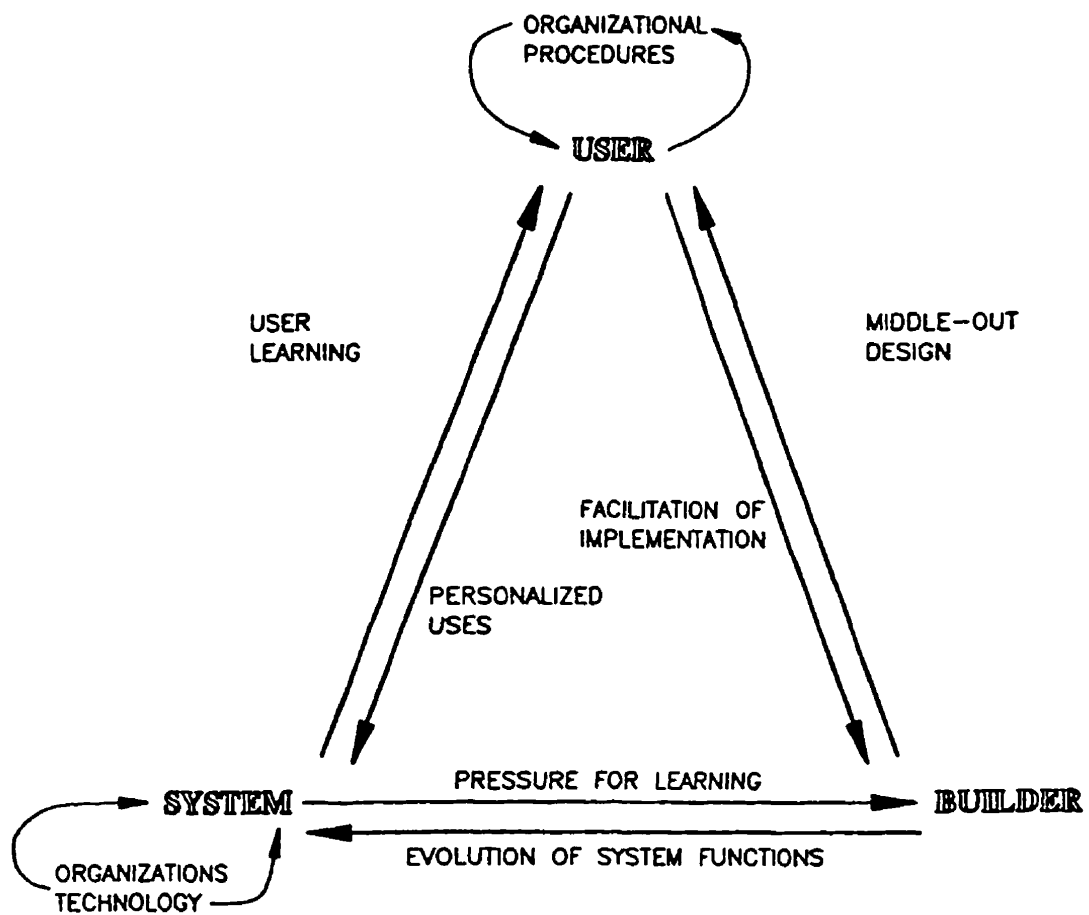 ORGANIZATIONAL
PROCEDURES
USER
USER
LEARNING
MIDDLE-OUT
DESIGN
FACILITATION OF
IMPLEMENTATION
PERSONALIZED
USES
PRESSURE FOR LEARNING
SYSTEM
BUILDER
EVOLUTION OF SYSTEM FUNCTIONS
ORGANIZATIONS
TECHNOLOGY